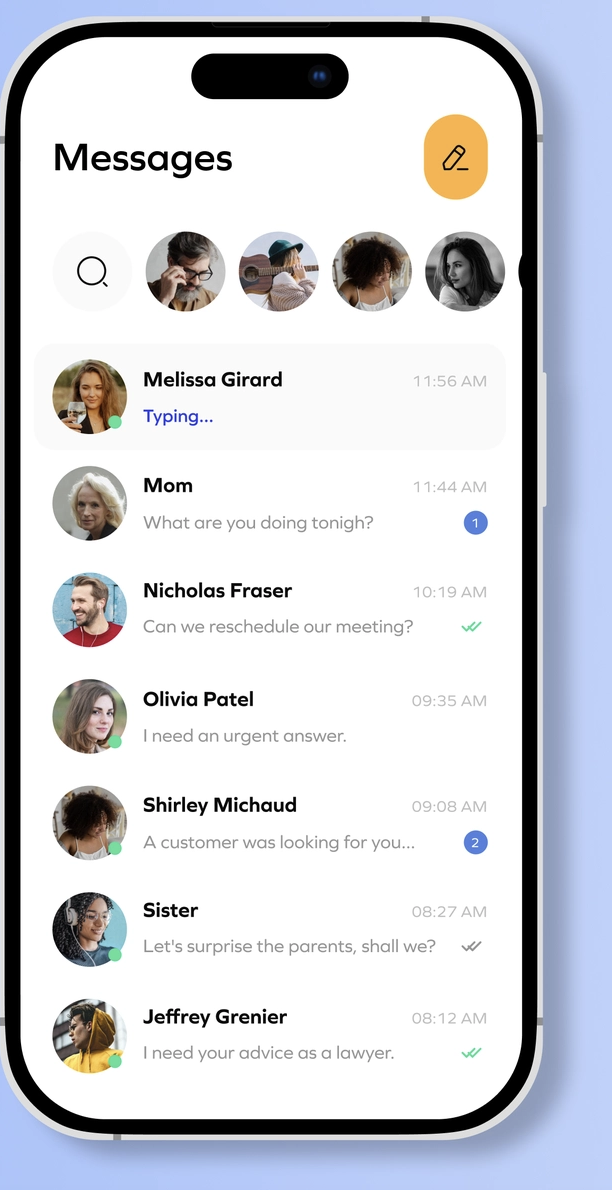 Messages
Melissa Girard 11:56 AM
Typing...
Mom 11:44 AM
What are you doing tonigh? 1
Nicholas Fraser 10:19 AM
Can we reschedule our meeting?
Olivia Patel 09:35 AM
I need an urgent answer.
Shirley Michaud 09:08 AM
A customer was looking for you... 2
Sister 08:27 AM
Let's surprise the parents, shall we?
Jeffrey Grenier 08:12 AM
I need your advice as a lawyer.